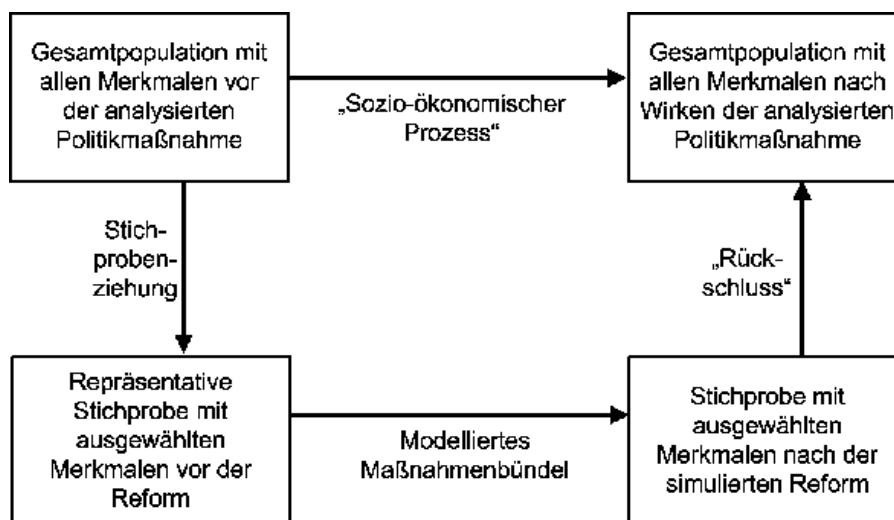 Gesamtpopulation mit
allen Merkmalen vor
der analysierten
Politikmaßnahme
„Sozio-ökonomischer
Prozess“
Gesamtpopulation mit
allen Merkmalen nach
Wirken der analysierten
Politikmaßnahme
Stich-
proben-
ziehung
„Rück-
schluss“
Repräsentative
Stichprobe mit
ausgewählten
Merkmalen vor der
Reform
Modelliertes
Maßnahmenbündel
Stichprobe mit
ausgewählten
Merkmalen nach der
simulierten Reform